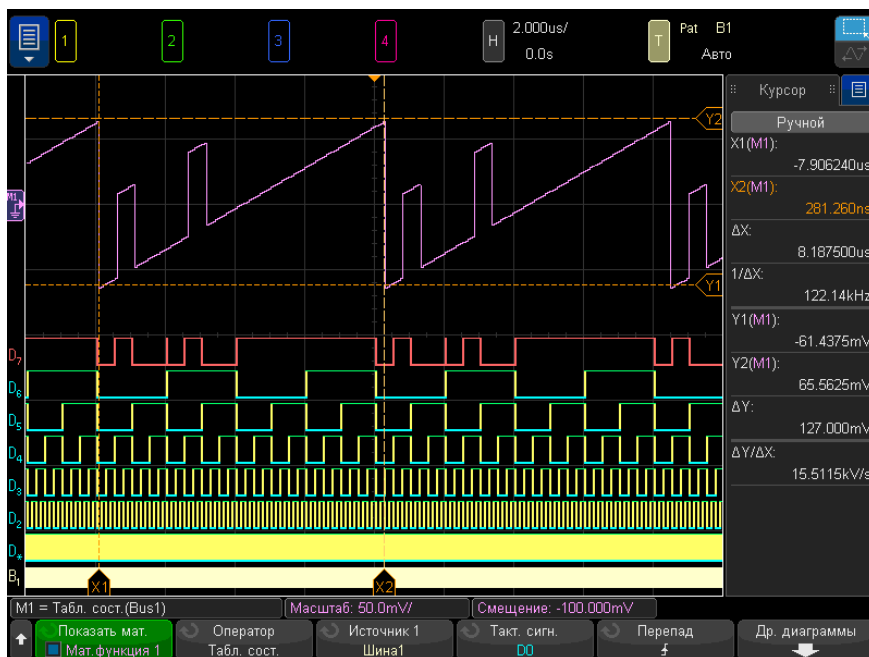 1 2 3 4 H 2.000us/ 0.0s T Pat B1 Авто
Курсор
Ручной
X1(M1):
-7.906240us
X2(M1):
281.260ns
ΔX:
8.187500us
1/ΔX:
122.14kHz
Y1(M1):
-61.4375mV
Y2(M1):
65.5625mV
ΔY:
127.000mV
ΔY/ΔX:
15.5115kV/s
Y2
M1
Y1
D7
D6
D5
D4
D3
D2
D*
B1
X1 X2
M1 = Табл. сост.(Bus1) Масштаб: 50.0mV/ Смещение: -100.000mV
Показать мат. Оператор Источник 1 Такт. сигн. Перепад Др. диаграммы
Мат.функция 1 Табл. сост. Шина1 D0